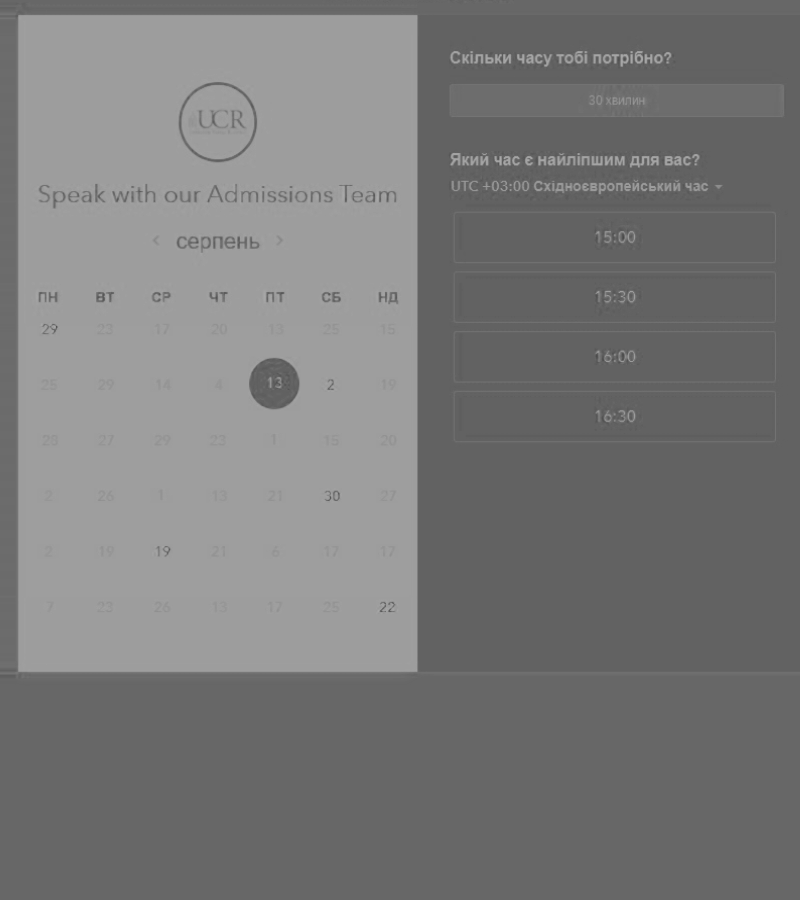 UCR
Speak with our Admissions Team
серпень
ПН ВТ СР ЧТ ПТ СБ НД
29 23 17 20 13 25 15
25 29 14 4 13 2 19
29 27 29 23 1 15 20
2 26 1 13 21 30 27
2 19 19 21 6 17 17
7 23 26 13 17 25 22
Скільки часу тобі потрібно?
30 хвилин
Який час є найліпшим для вас?
UTC +03:00 Східноєвропейський час
15:00
15:30
16:00
16:30